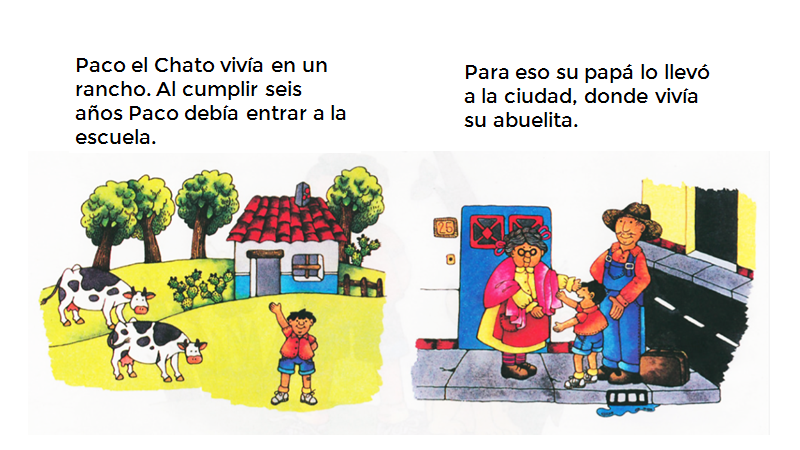 Paco el Chato vivía en un
rancho. Al cumplir seis
años Paco debía entrar a la
escuela.
Para eso su papá lo llevó
a la ciudad, donde vivía
su abuelita.
25